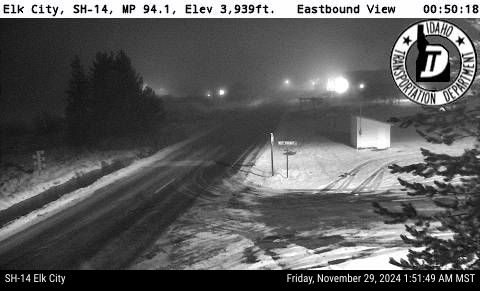 Elk City, SH-14, MP 94.1, Elev 3,939ft. Eastbound View 00:50:18
IDAHO
TRANSPORTATION DEPARTMENT
SH-14 Elk City Friday, November 29, 2024 1:51:49 AM MST